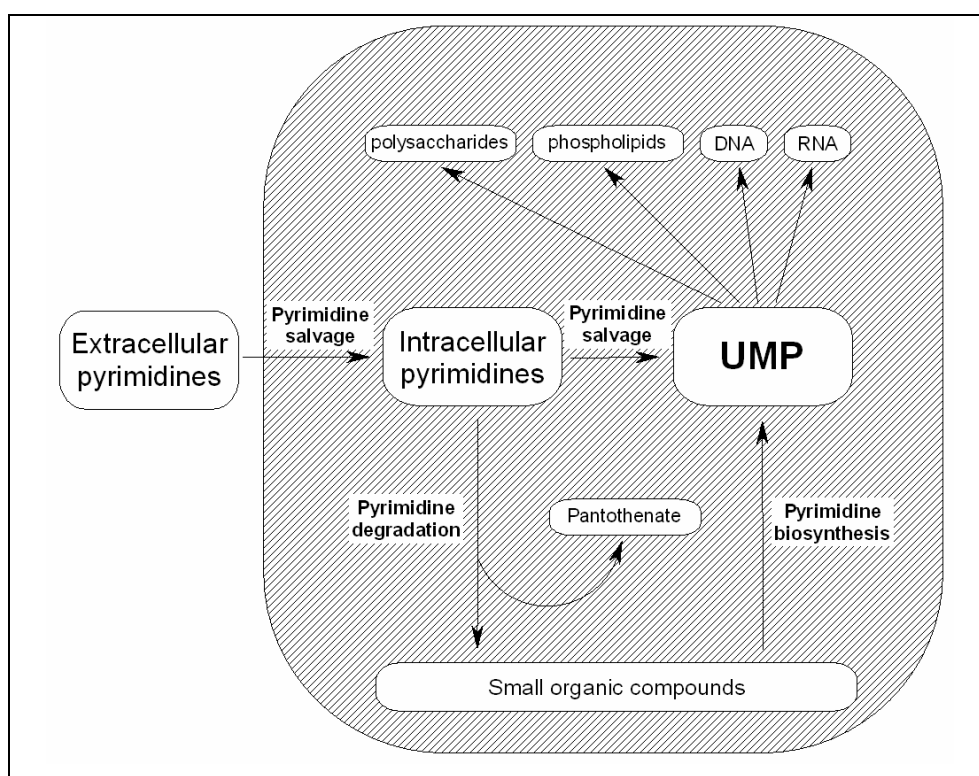 polysaccharides
phospholipids
DNA
RNA
Pyrimidine
salvage
Pyrimidine
salvage
Extracellular
pyrimidines
Intracellular
pyrimidines
UMP
Pyrimidine
degradation
Pantothenate
Pyrimidine
biosynthesis
Small organic compounds